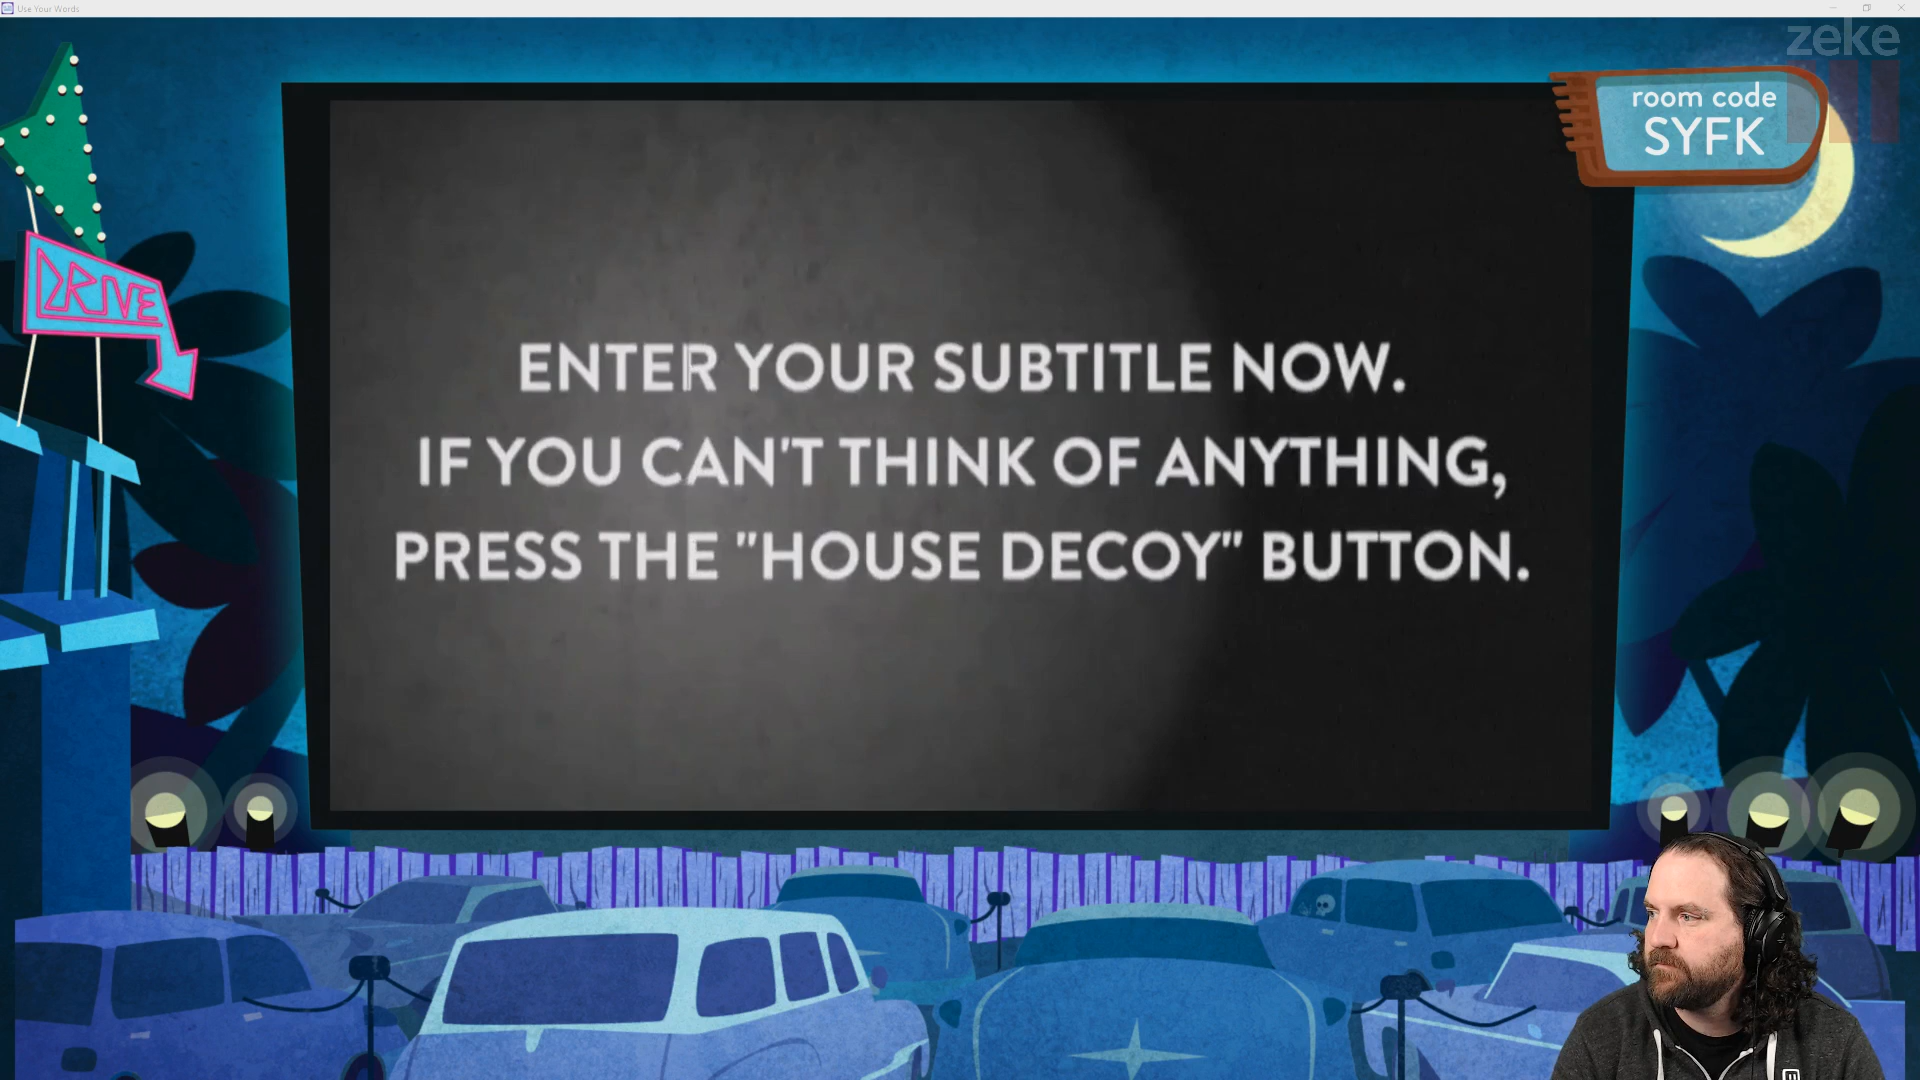 Use Your Words
zeke
room code
SYFK
DRIVE
ENTER YOUR SUBTITLE NOW.
IF YOU CAN'T THINK OF ANYTHING,
PRESS THE "HOUSE DECOY" BUTTON.